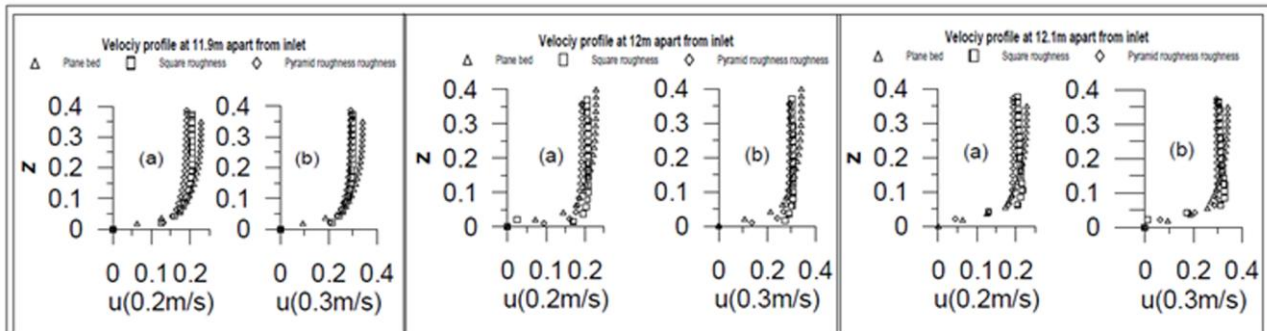 Velociy profile at 11.9m apart from inlet
Plane bed Square roughness Pyramid roughness roughness
0.4 0.4
0.3 0.3
0.2 0.2
0.1 0.1
0 0
z
(a) (b)
0 0.1 0.2 0 0.2 0.4
u(0.2m/s) u(0.3m/s)
Velociy profile at 12m apart from inlet
Plane bed Square roughness Pyramid roughness roughness
0.4 0.4
0.3 0.3
0.2 0.2
0.1 0.1
0 0
z
(a) (b)
0 0.1 0.2 0 0.2 0.4
u(0.2m/s) u(0.3m/s)
Velociy profile at 12.1m apart from inlet
Plane bed Square roughness Pyramid roughness roughness
0.4 0.4
0.3 0.3
0.2 0.2
0.1 0.1
0 0
z
(a) (b)
0 0.1 0.2 0 0.2 0.4
u(0.2m/s) u(0.3m/s)